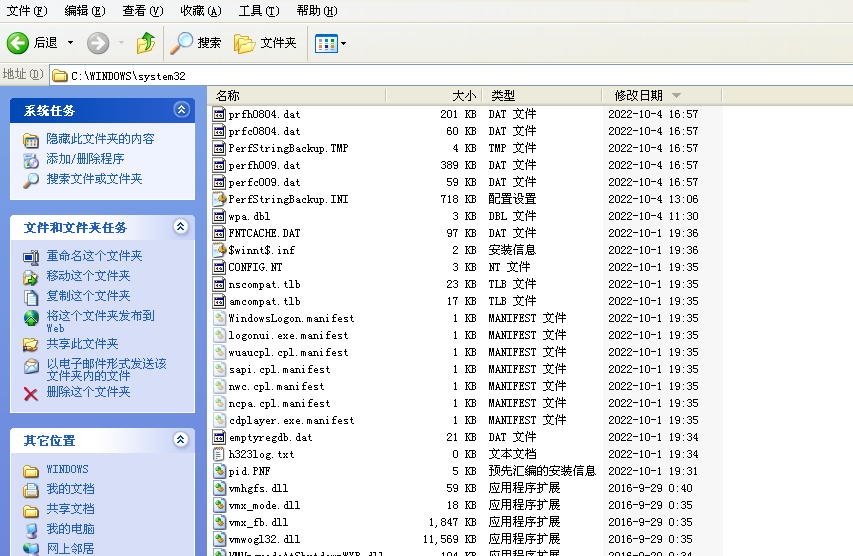 文件(F) 编辑(E) 查看(V) 收藏(A) 工具(T) 帮助(H)
后退 搜索 文件夹
地址(D) C:\WINDOWS\system32
系统任务
隐藏此文件夹的内容
添加/删除程序
搜索文件或文件夹
文件和文件夹任务
重命名这个文件夹
移动这个文件夹
复制这个文件夹
将这个文件夹发布到
Web
共享此文件夹
以电子邮件形式发送该
文件夹内的文件
删除这个文件夹
其它位置
WINDOWS
我的文档
共享文档
我的电脑
网上邻居
名称 大小 类型 修改日期
prfh0804.dat 201 KB DAT 文件 2022-10-4 16:57
prfc0804.dat 60 KB DAT 文件 2022-10-4 16:57
PerfStringBackup.TMP 4 KB TMP 文件 2022-10-4 16:57
perfh009.dat 389 KB DAT 文件 2022-10-4 16:57
perfc009.dat 59 KB DAT 文件 2022-10-4 16:57
PerfStringBackup.INI 718 KB 配置设置 2022-10-4 13:06
wpa.dbl 3 KB DBL 文件 2022-10-4 11:30
FNTCACHE.DAT 97 KB DAT 文件 2022-10-1 19:36
$winnt$.inf 2 KB 安装信息 2022-10-1 19:36
CONFIG.NT 3 KB NT 文件 2022-10-1 19:35
nscompat.tlb 23 KB TLB 文件 2022-10-1 19:35
amcompat.tlb 17 KB TLB 文件 2022-10-1 19:35
WindowsLogon.manifest 1 KB MANIFEST 文件 2022-10-1 19:35
logonui.exe.manifest 1 KB MANIFEST 文件 2022-10-1 19:35
wuaucpl.cpl.manifest 1 KB MANIFEST 文件 2022-10-1 19:35
sapi.cpl.manifest 1 KB MANIFEST 文件 2022-10-1 19:35
nwc.cpl.manifest 1 KB MANIFEST 文件 2022-10-1 19:35
ncpa.cpl.manifest 1 KB MANIFEST 文件 2022-10-1 19:35
cdplayer.exe.manifest 1 KB MANIFEST 文件 2022-10-1 19:35
emptyregdb.dat 21 KB DAT 文件 2022-10-1 19:34
h323log.txt 0 KB 文本文档 2022-10-1 19:34
pid.PNF 5 KB 预先汇编的安装信息 2022-10-1 19:31
vmhgfs.dll 59 KB 应用程序扩展 2016-9-29 0:40
vmx_mode.dll 18 KB 应用程序扩展 2016-9-29 0:35
vmx_fb.dll 1,847 KB 应用程序扩展 2016-9-29 0:35
vmwogl32.dll 11,569 KB 应用程序扩展 2016-9-29 0:35